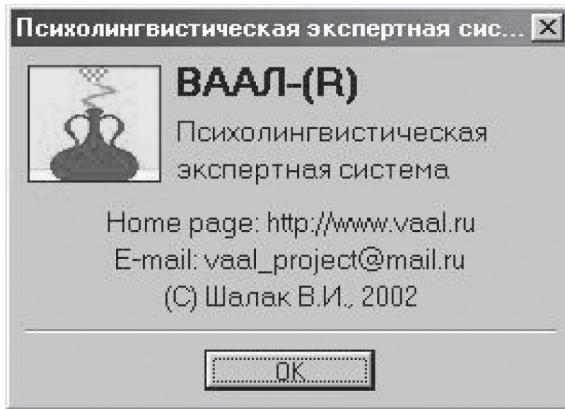 Психолингвистическая экспертная сис...
ВААЛ-(R)
Психолингвистическая
экспертная система
Home page: http://www.vaal.ru
E-mail: vaal_project@mail.ru
(C) Шалак В.И., 2002
OK